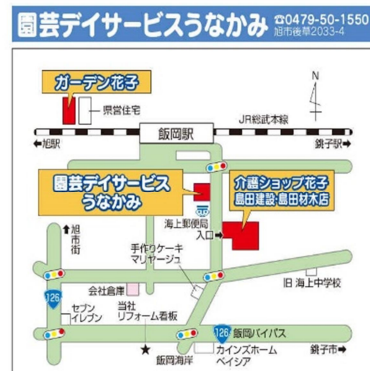 園芸デイサービスうなかみ
☎0479-50-1550
旭市後草2033-4
ガーデン花子
県営住宅
N
JR総武本線
飯岡駅
←旭駅
銚子駅→
園芸デイサービス
うなかみ
介護ショップ花子
島田建設・島田材木店
海上郵便局
入口→
↑旭市街
手作りケーキ
マリヤージュ
会社倉庫
旧 海上中学校
126
セブン
イレブン
当社
リフォーム看板
126
飯岡バイパス
★
飯岡海岸
カインズホーム
ベイシア
銚子市→